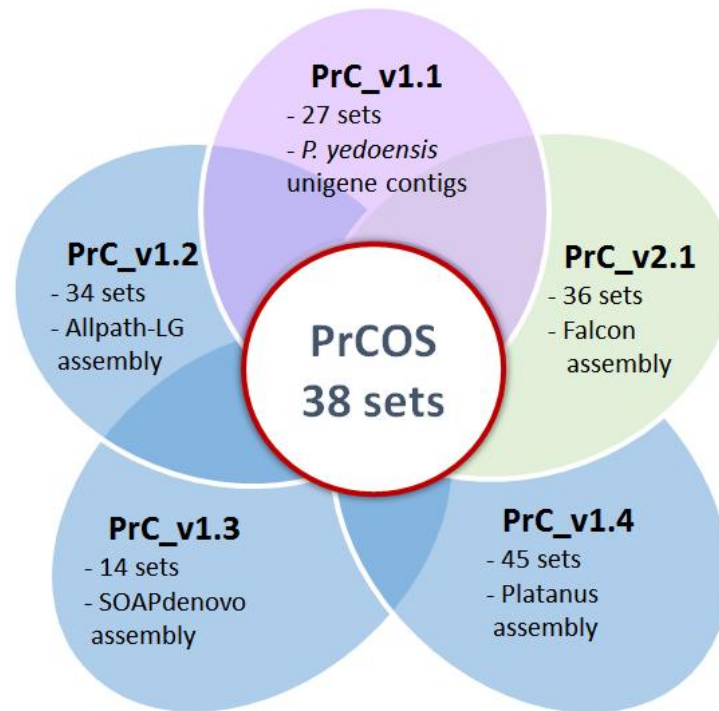 PrC_v1.1
- 27 sets
- P. yedoensis
unigene contigs
PrC_v1.2
- 34 sets
- Allpath-LG
assembly
PrC_v2.1
- 36 sets
- Falcon
assembly
PrCOS
38 sets
PrC_v1.3
- 14 sets
- SOAPdenovo
assembly
PrC_v1.4
- 45 sets
- Platanus
assembly